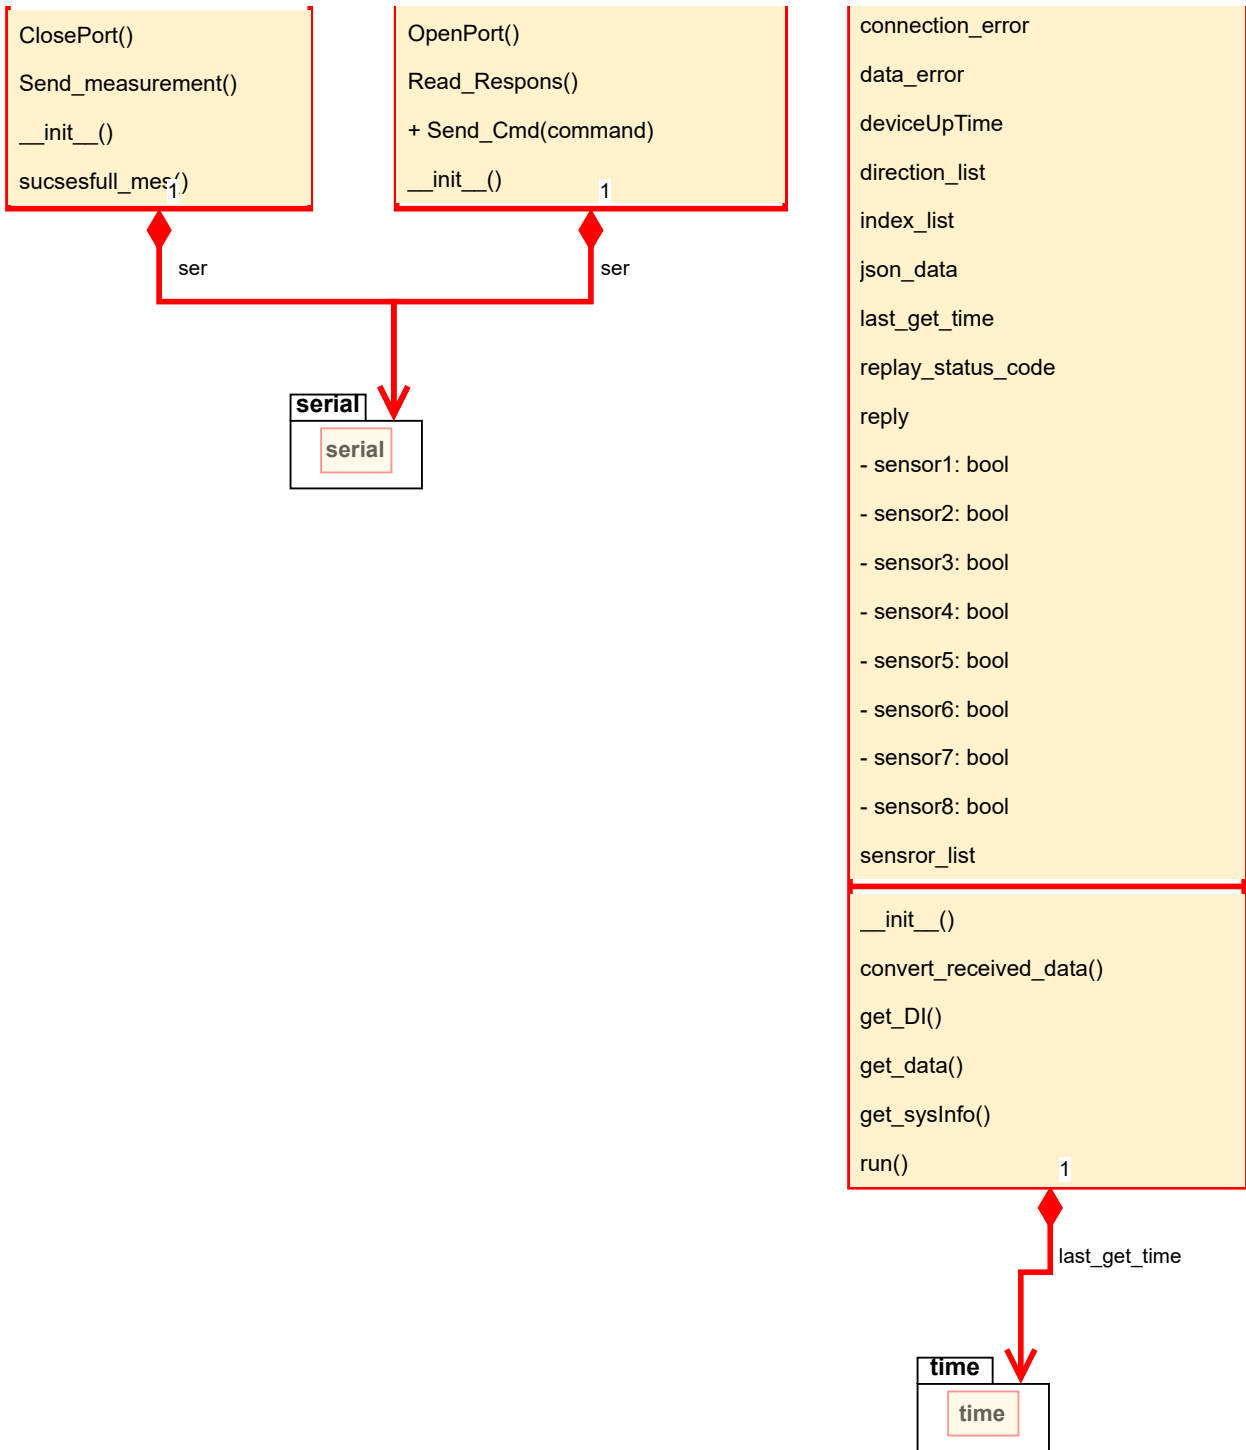 ClosePort()
Send_measurement()
__init__()
sucsesfull_mes()
1
ser
OpenPort()
Read_Respons()
+ Send_Cmd(command)
__init__()
1
ser
serial
serial
connection_error
data_error
deviceUpTime
direction_list
index_list
json_data
last_get_time
replay_status_code
reply
- sensor1: bool
- sensor2: bool
- sensor3: bool
- sensor4: bool
- sensor5: bool
- sensor6: bool
- sensor7: bool
- sensor8: bool
sensror_list
__init__()
convert_received_data()
get_DI()
get_data()
get_sysInfo()
run()
1
last_get_time
time
time